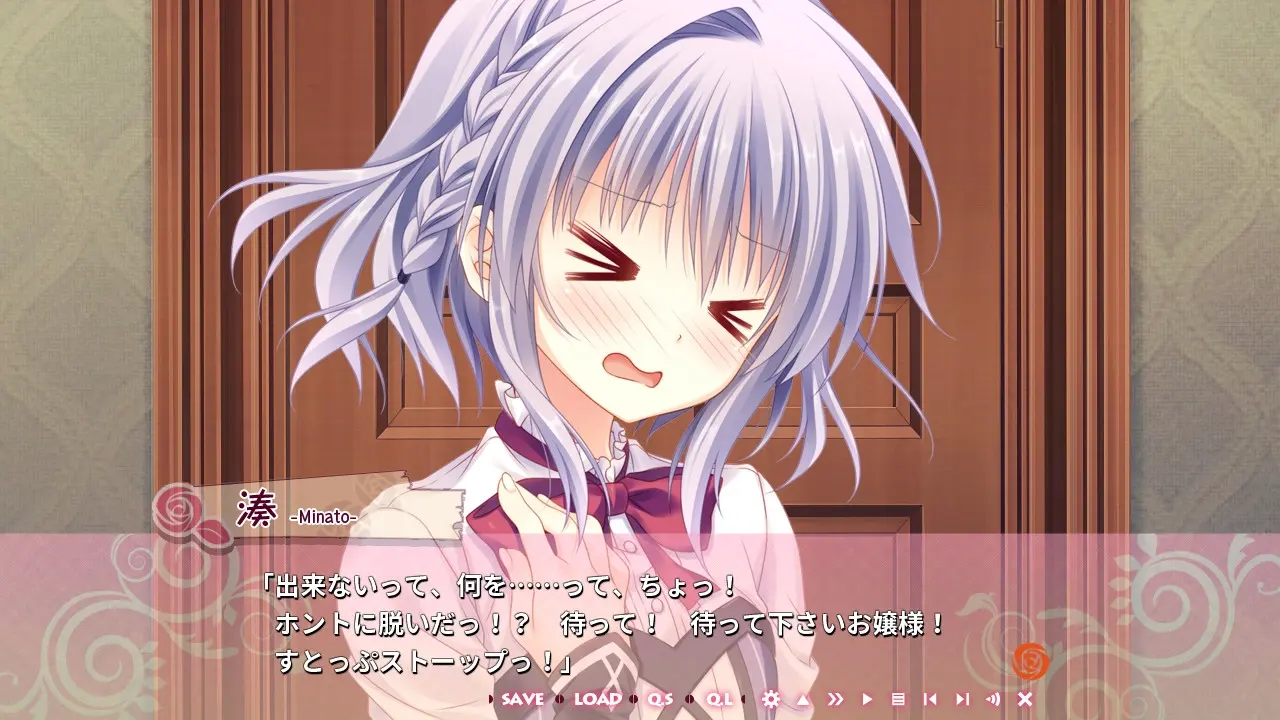 湊 -Minato-
「出来ないって、何を……って、ちょっ！
ホントに脱いだっ！？　待って！　待って下さいお嬢様！
すとっぷストーップっ！」
SAVE LOAD Q.S Q.L